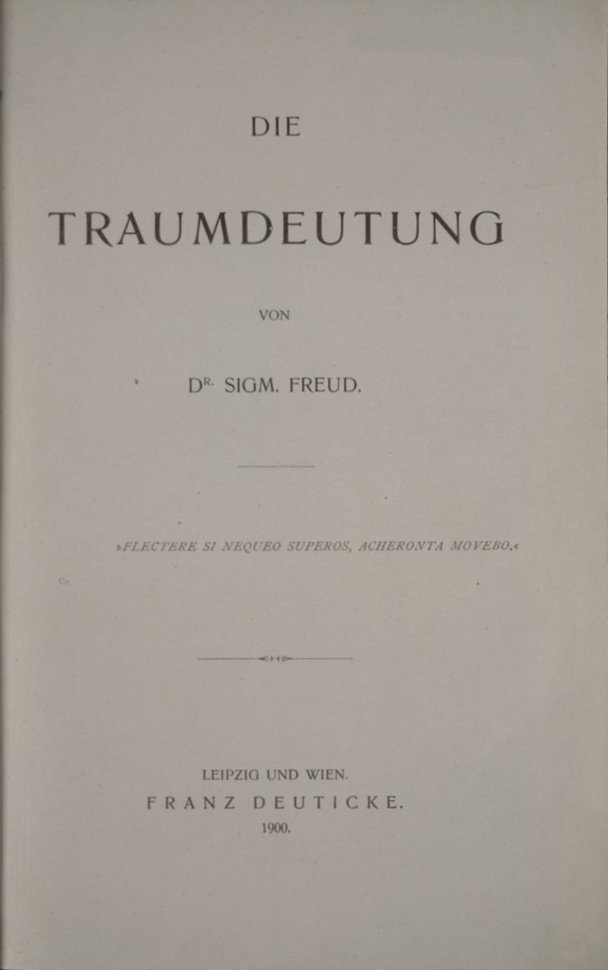 DIE
TRAUMDEUTUNG
VON
DR. SIGM. FREUD.
»FLECTERE SI NEQUEO SUPEROS, ACHERONTA MOVEBO.«
LEIPZIG UND WIEN.
FRANZ DEUTICKE.
1900.